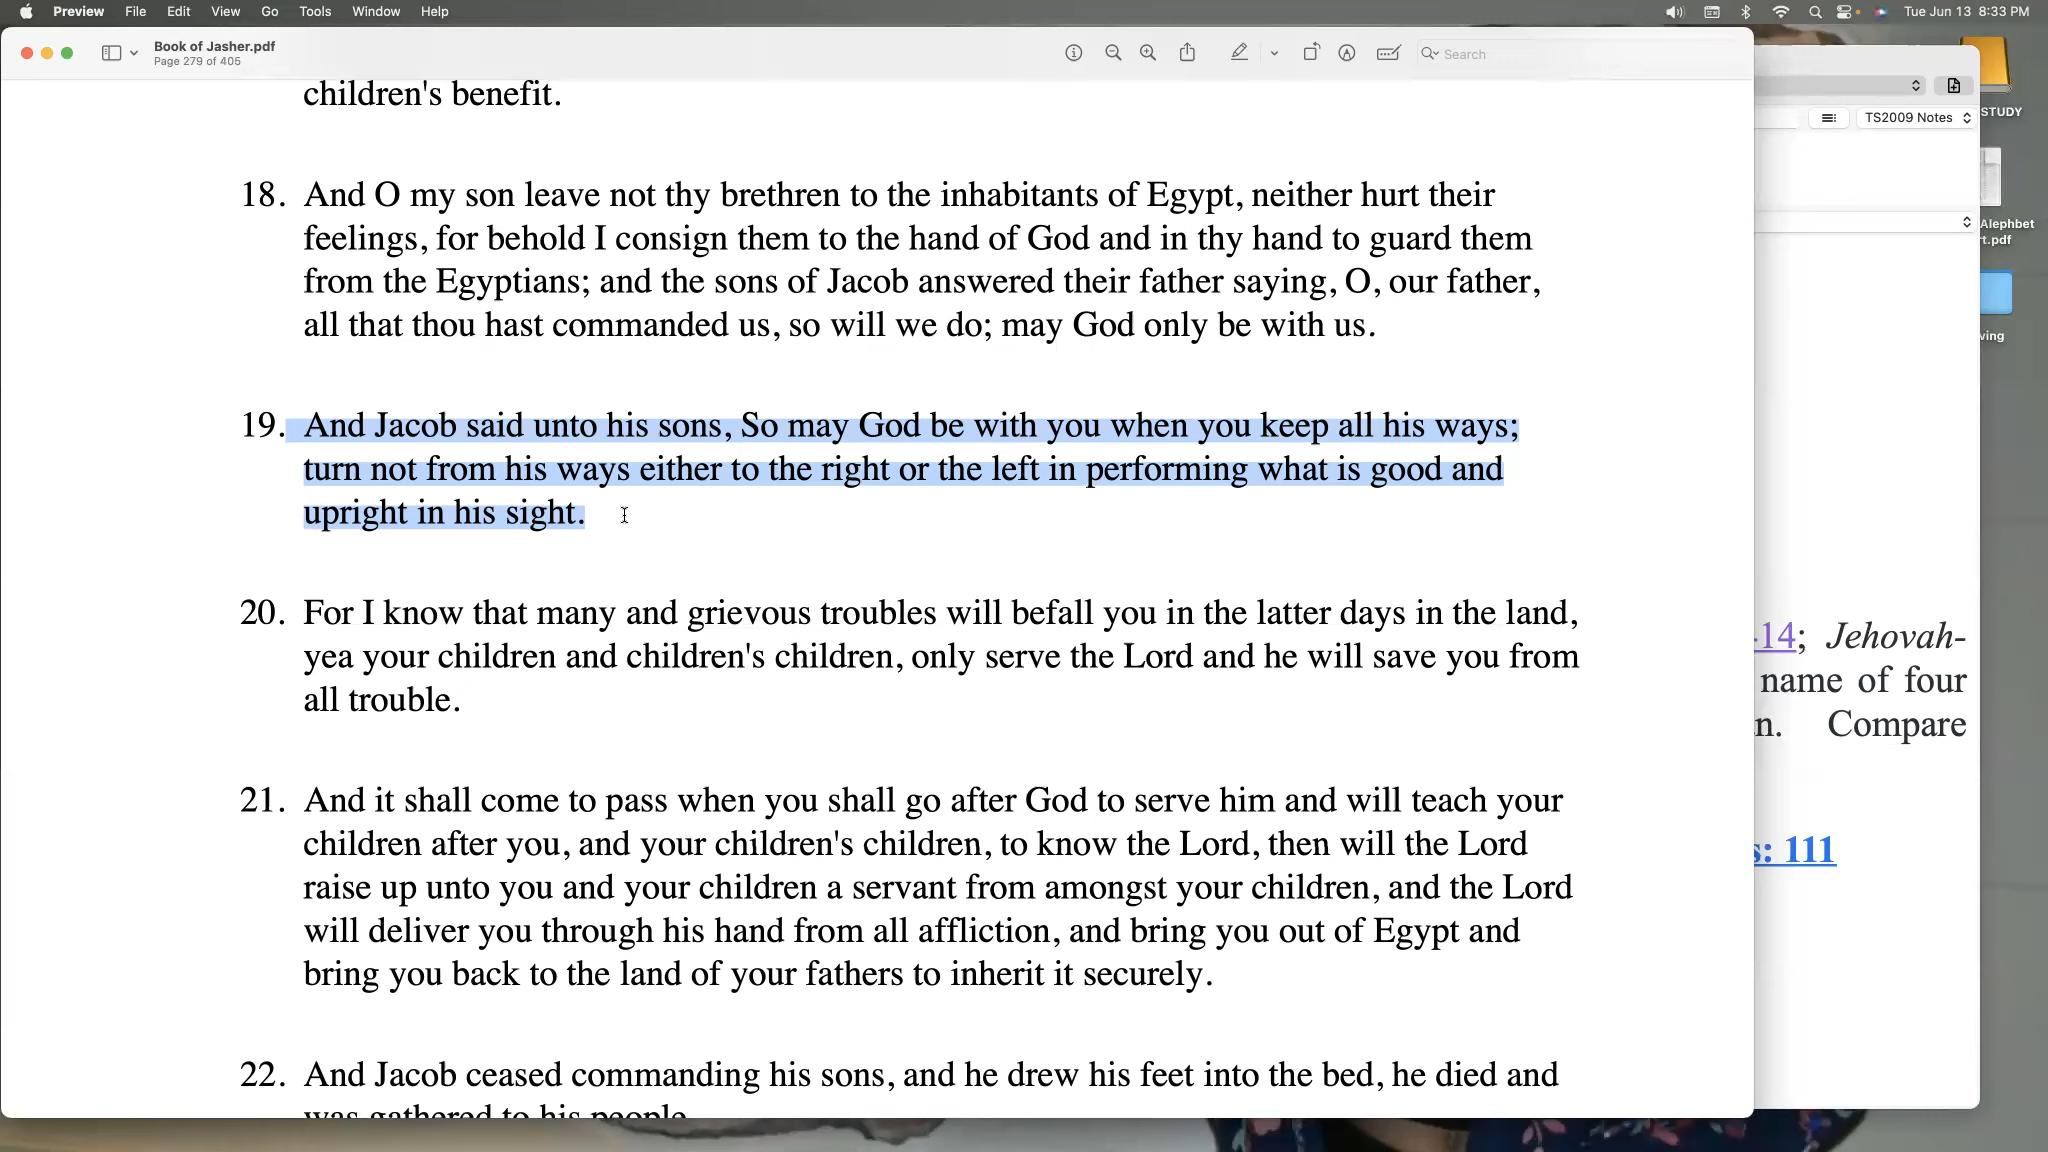 Preview File Edit View Go Tools Window Help
Tue Jun 13 8:33 PM
Book of Jasher.pdf
Page 279 of 405
Search
STUDY
TS2009 Notes
Alephbet
t.pdf
ving
children's benefit.
18. And O my son leave not thy brethren to the inhabitants of Egypt, neither hurt their
feelings, for behold I consign them to the hand of God and in thy hand to guard them
from the Egyptians; and the sons of Jacob answered their father saying, O, our father,
all that thou hast commanded us, so will we do; may God only be with us.
19. And Jacob said unto his sons, So may God be with you when you keep all his ways;
turn not from his ways either to the right or the left in performing what is good and
upright in his sight.
20. For I know that many and grievous troubles will befall you in the latter days in the land,
yea your children and children's children, only serve the Lord and he will save you from
all trouble.
21. And it shall come to pass when you shall go after God to serve him and will teach your
children after you, and your children's children, to know the Lord, then will the Lord
raise up unto you and your children a servant from amongst your children, and the Lord
will deliver you through his hand from all affliction, and bring you out of Egypt and
bring you back to the land of your fathers to inherit it securely.
22. And Jacob ceased commanding his sons, and he drew his feet into the bed, he died and
was gathered to his people.
-14; Jehovah-
name of four
n. Compare
s: 111